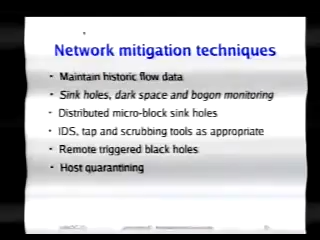 Network mitigation techniques
• Maintain historic flow data
• Sink holes, dark space and bogon monitoring
• Distributed micro-block sink holes
• IDS, tap and scrubbing tools as appropriate
• Remote triggered black holes
• Host quarantining